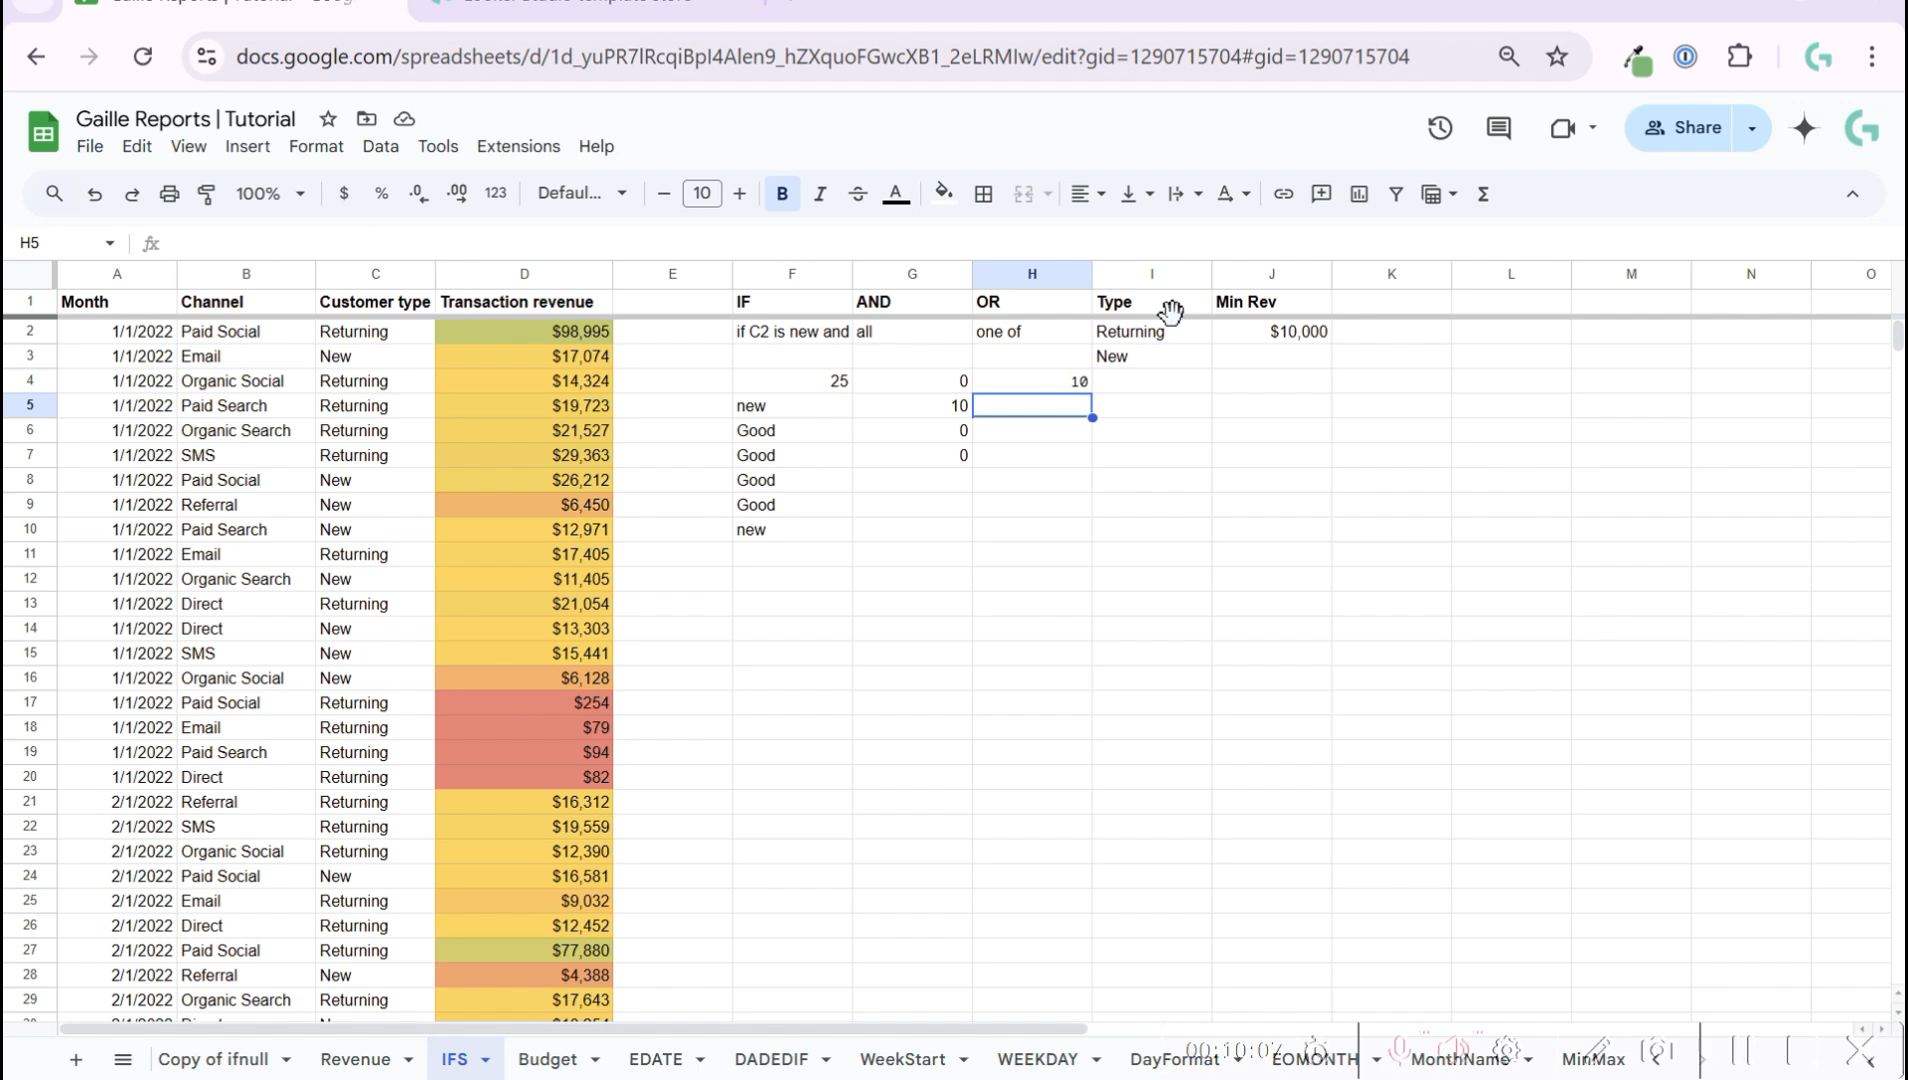 docs.google.com/spreadsheets/d/1d_yuPR7lRcqiBpI4Alen9_hZXquoFGwcXB1_2eLRMIw/edit?gid=1290715704#gid=1290715704
Gaille Reports | Tutorial
File Edit View Insert Format Data Tools Extensions Help
Share
100% $ % .0 .00 123 Defaul... 10 B I A
H5 fx
A B C D E F G H I J K L M N O
1 Month Channel Customer type Transaction revenue IF AND OR Type Min Rev
2 1/1/2022 Paid Social Returning $98,995 if C2 is new and all one of Returning $10,000
3 1/1/2022 Email New $17,074 New
4 1/1/2022 Organic Social Returning $14,324 25 0 10
5 1/1/2022 Paid Search Returning $19,723 new 10
6 1/1/2022 Organic Search Returning $21,527 Good 0
7 1/1/2022 SMS Returning $29,363 Good 0
8 1/1/2022 Paid Social New $26,212 Good
9 1/1/2022 Referral New $6,450 Good
10 1/1/2022 Paid Search New $12,971 new
11 1/1/2022 Email Returning $17,405
12 1/1/2022 Organic Search New $11,405
13 1/1/2022 Direct Returning $21,054
14 1/1/2022 Direct New $13,303
15 1/1/2022 SMS New $15,441
16 1/1/2022 Organic Social New $6,128
17 1/1/2022 Paid Social Returning $254
18 1/1/2022 Email Returning $79
19 1/1/2022 Paid Search Returning $94
20 1/1/2022 Direct Returning $82
21 2/1/2022 Referral Returning $16,312
22 2/1/2022 SMS Returning $19,559
23 2/1/2022 Organic Social Returning $12,390
24 2/1/2022 Paid Social New $16,581
25 2/1/2022 Email Returning $9,032
26 2/1/2022 Direct Returning $12,452
27 2/1/2022 Paid Social Returning $77,880
28 2/1/2022 Referral New $4,388
29 2/1/2022 Organic Search Returning $17,643
Copy of ifnull Revenue IFS Budget EDATE DADEDIF WeekStart WEEKDAY DayFormat EOMONTH MonthName MinMax
00:10:07